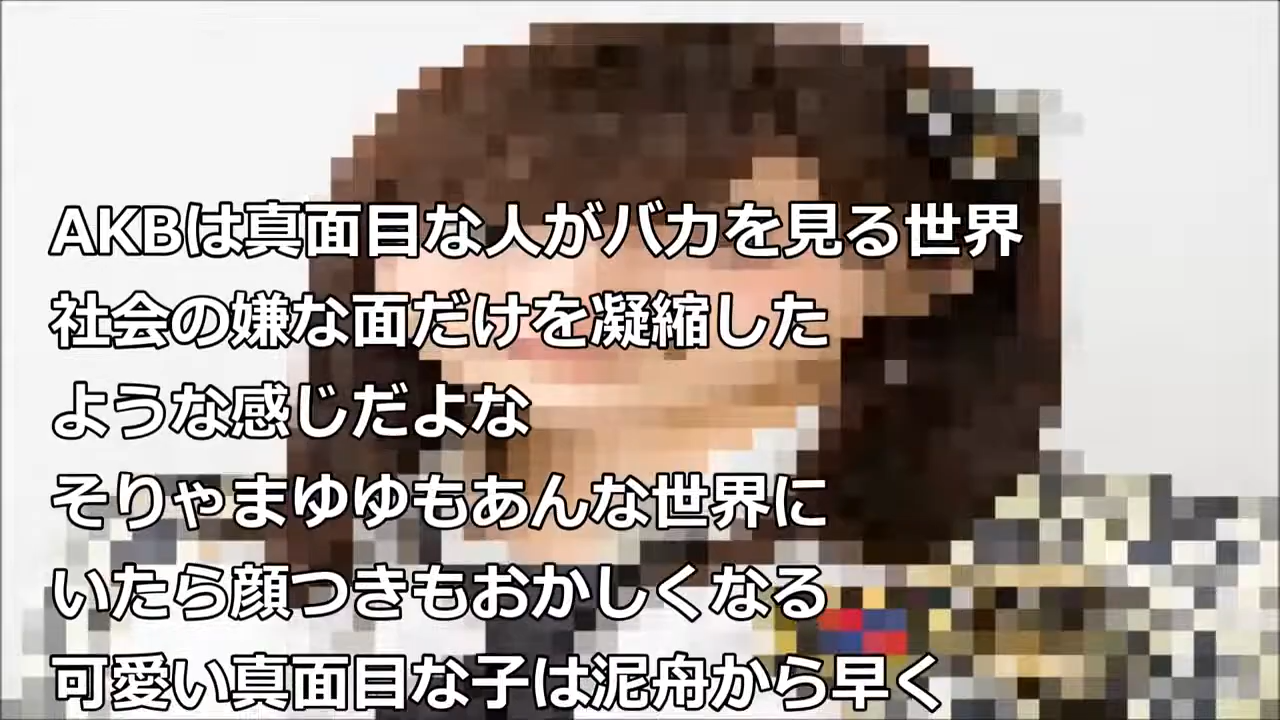 AKBは真面目な人がバカを見る世界
社会の嫌な面だけを凝縮した
ような感じだよな
そりゃまゆゆもあんな世界に
いたら顔つきもおかしくなる
可愛い真面目な子は泥舟から早く